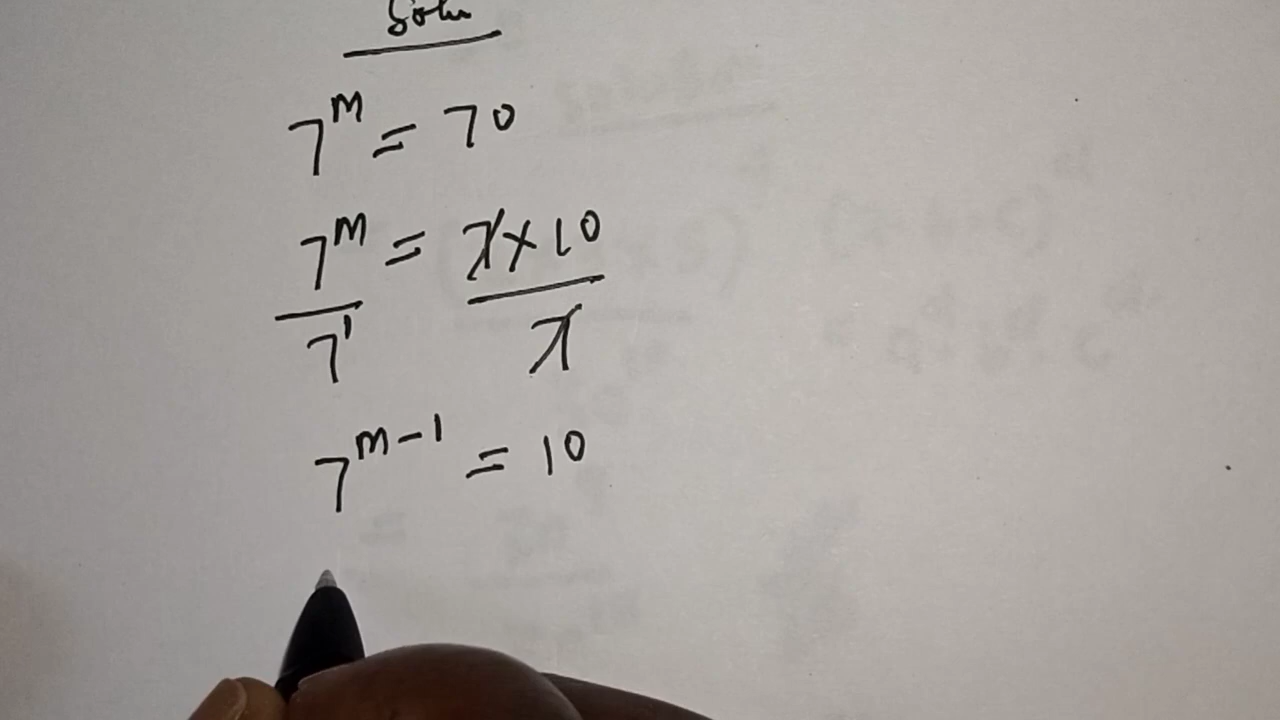 Soln
7^m = 70
7^m/7^1 = 7×10/7
7^{m-1} = 10